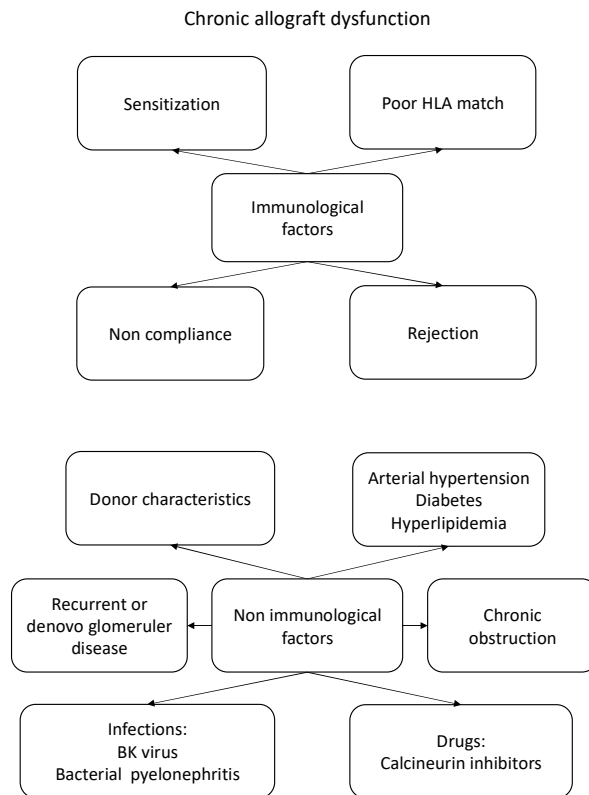 Chronic allograft dysfunction
Sensitization
Poor HLA match
Immunological
factors
Non compliance
Rejection
Donor characteristics
Arterial hypertension
Diabetes
Hyperlipidemia
Recurrent or
denovo glomeruler
disease
Non immunological
factors
Chronic
obstruction
Infections:
BK virus
Bacterial pyelonephritis
Drugs:
Calcineurin inhibitors